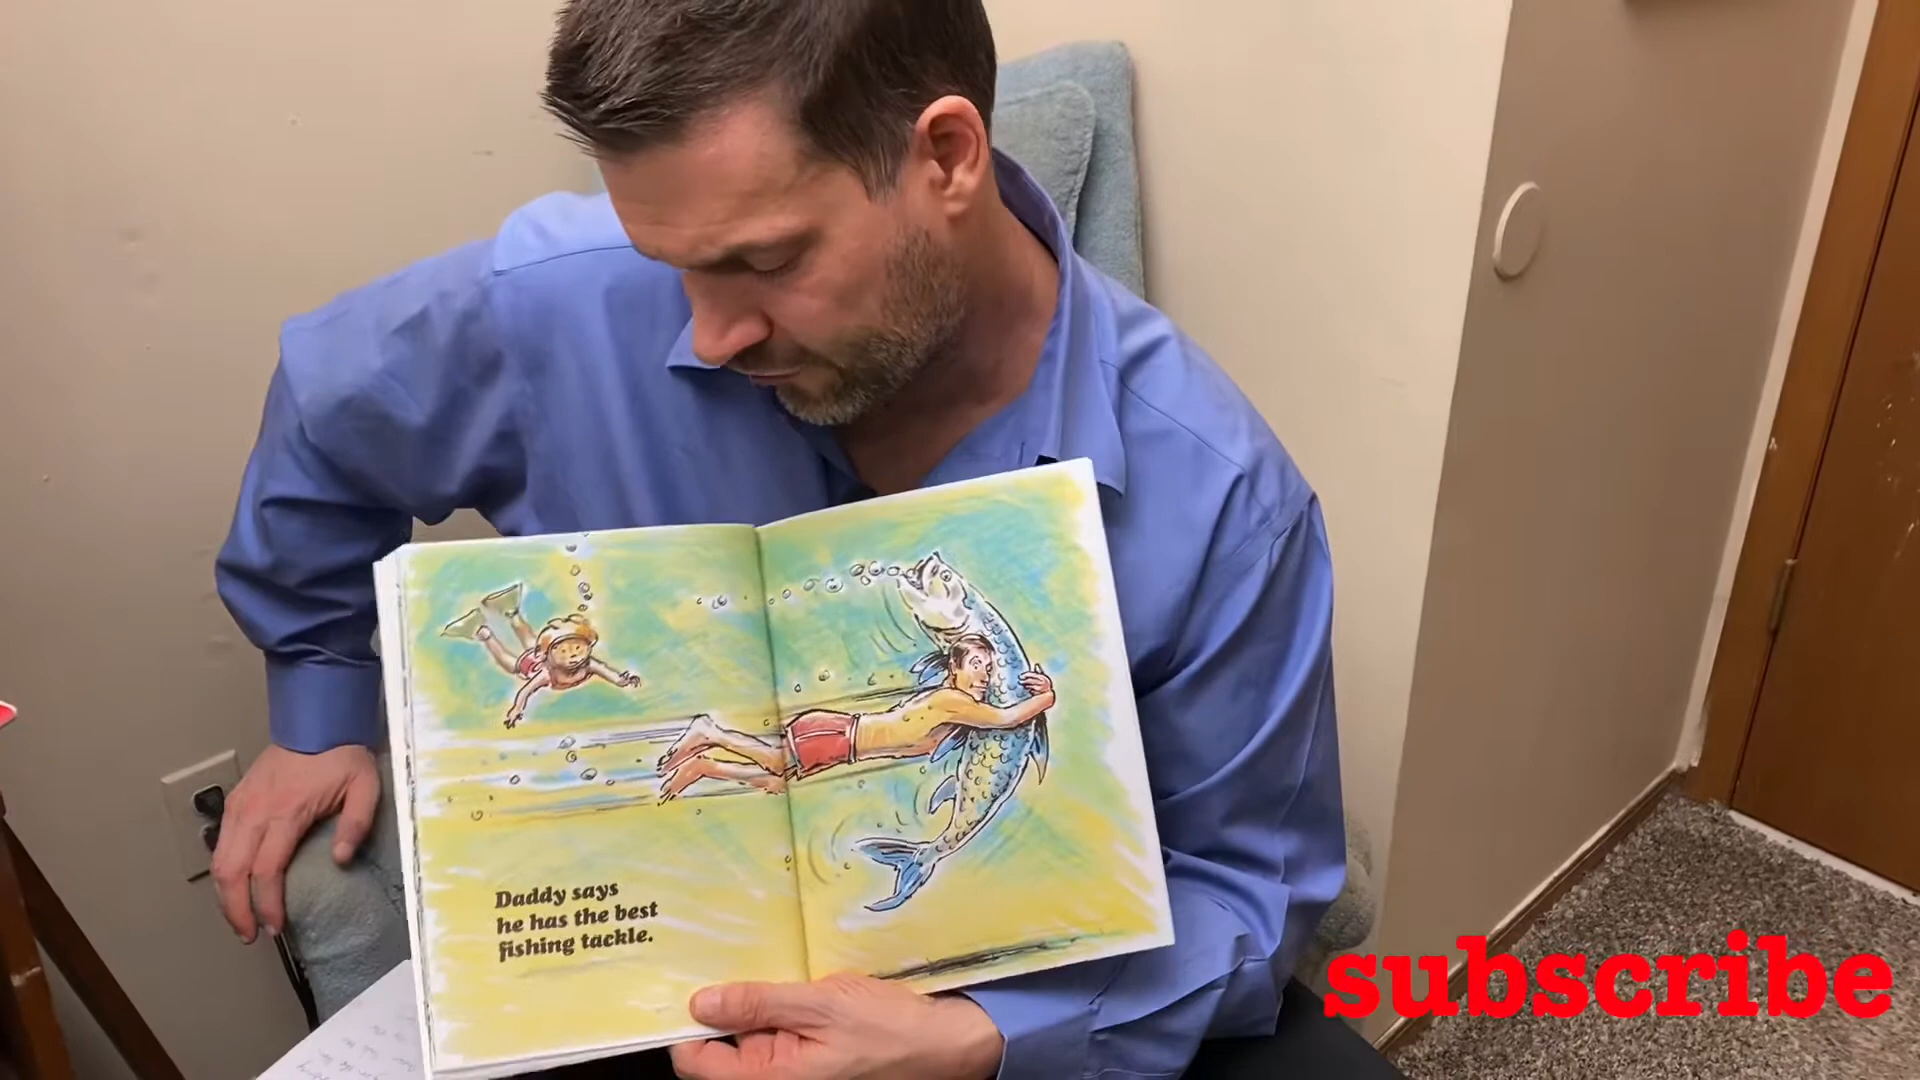 Daddy says
he has the best
fishing tackle.
subscribe